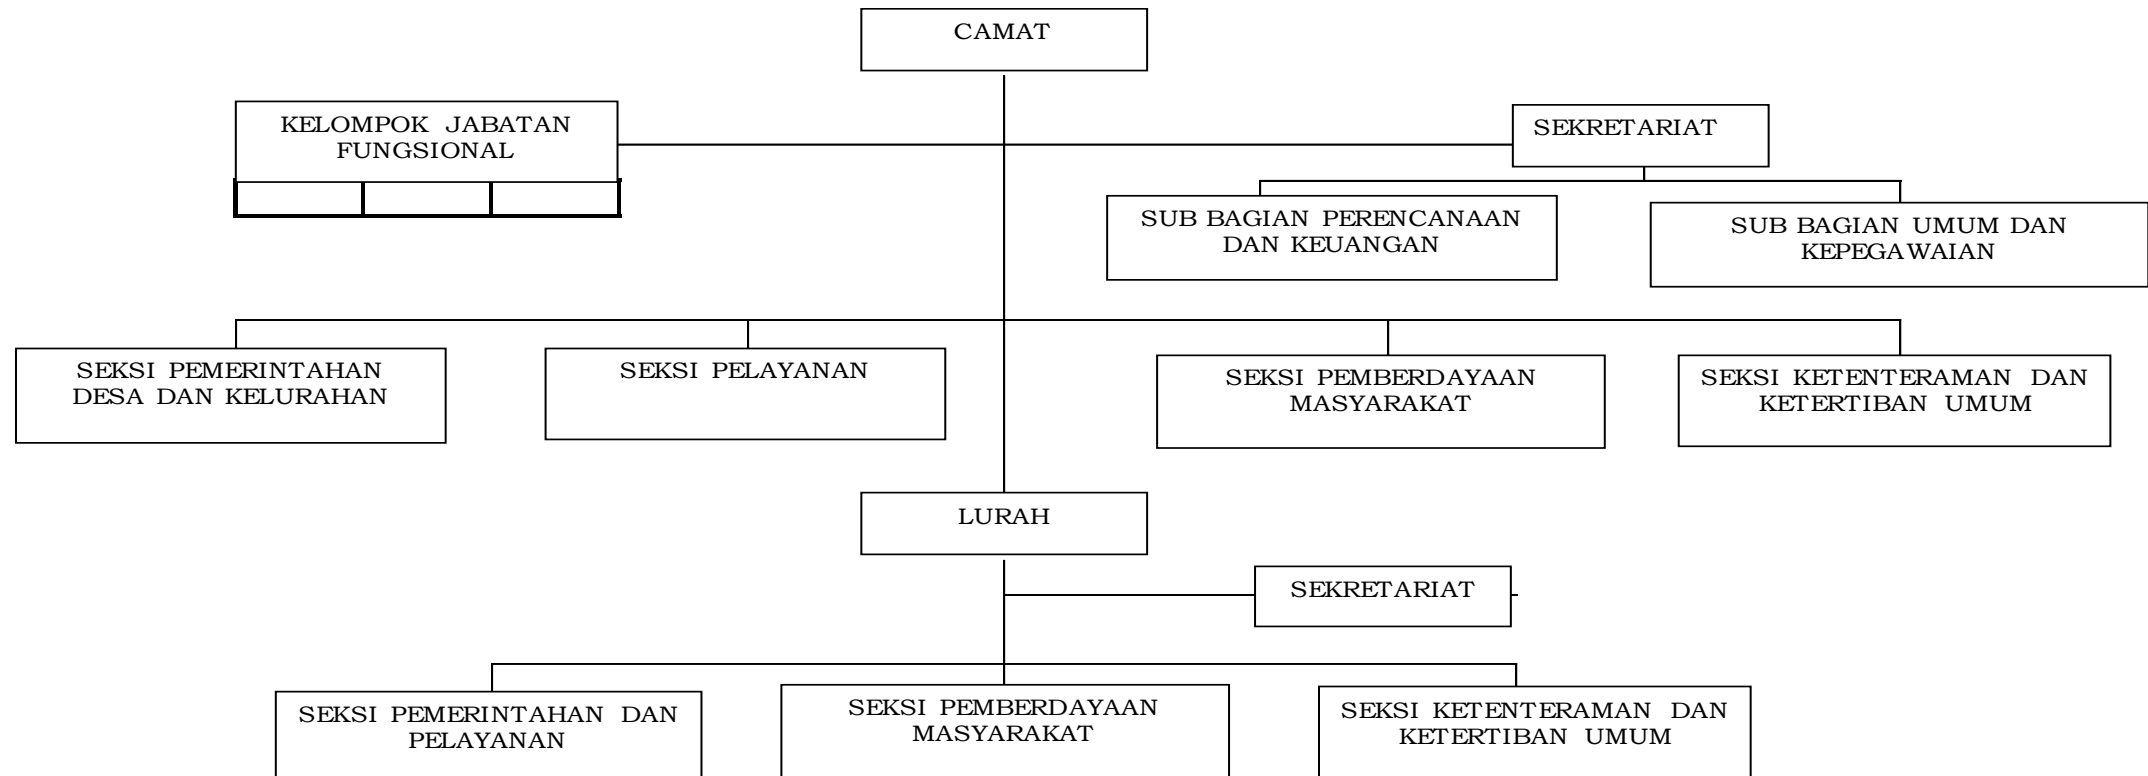 CAMAT
KELOMPOK JABATAN
FUNGSIONAL
SEKRETARIAT
SUB BAGIAN PERENCANAAN
DAN KEUANGAN
SUB BAGIAN UMUM DAN
KEPEGAWAIAN
SEKSI PEMERINTAHAN
DESA DAN KELURAHAN
SEKSI PELAYANAN
SEKSI PEMBERDAYAAN
MASYARAKAT
SEKSI KETENTERAMAN DAN
KETERTIBAN UMUM
LURAH
SEKRETARIAT
SEKSI PEMERINTAHAN DAN
PELAYANAN
SEKSI PEMBERDAYAAN
MASYARAKAT
SEKSI KETENTERAMAN DAN
KETERTIBAN UMUM